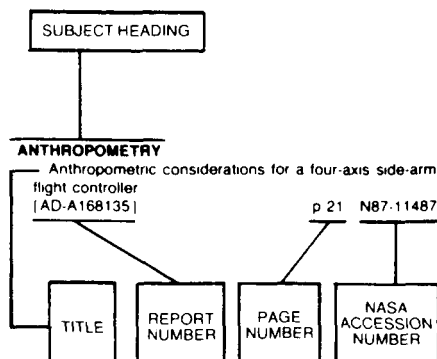 SUBJECT HEADING
ANTHROPOMETRY
Anthropometric considerations for a four-axis side-arm
flight controller
[AD-A168135] p 21 N87-11487
TITLE
REPORT
NUMBER
PAGE
NUMBER
NASA
ACCESSION
NUMBER